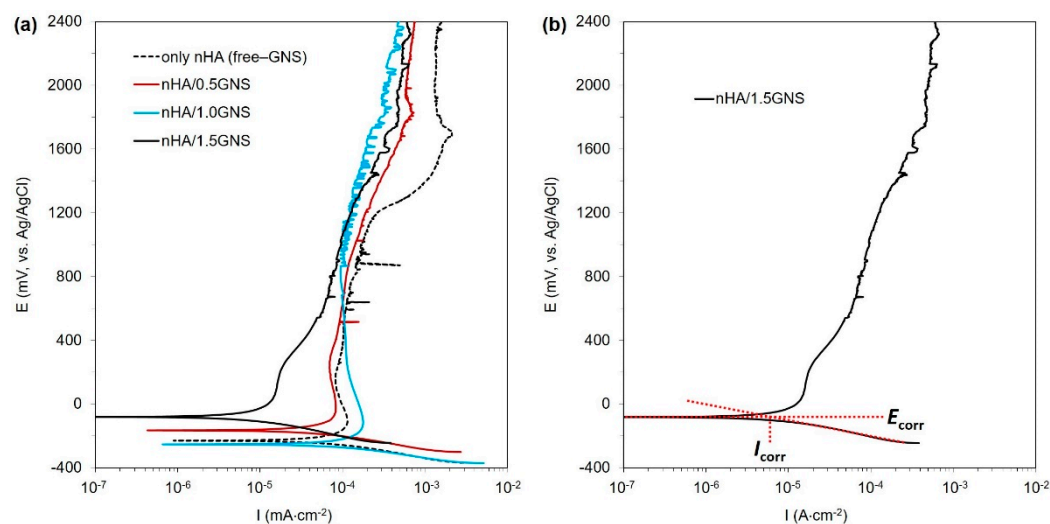 (a)
2400
2000
1600
1200
800
400
0
-400
E (mV, vs. Ag/AgCl)
only nHA (free–GNS)
nHA/0.5GNS
nHA/1.0GNS
nHA/1.5GNS
10-7
10-6
10-5
10-4
10-3
10-2
I (mA·cm-2)
(b)
2400
2000
1600
1200
800
400
0
-400
E (mV, vs. Ag/AgCl)
nHA/1.5GNS
Ecorr
Icorr
10-7
10-6
10-5
10-4
10-3
10-2
I (A·cm-2)